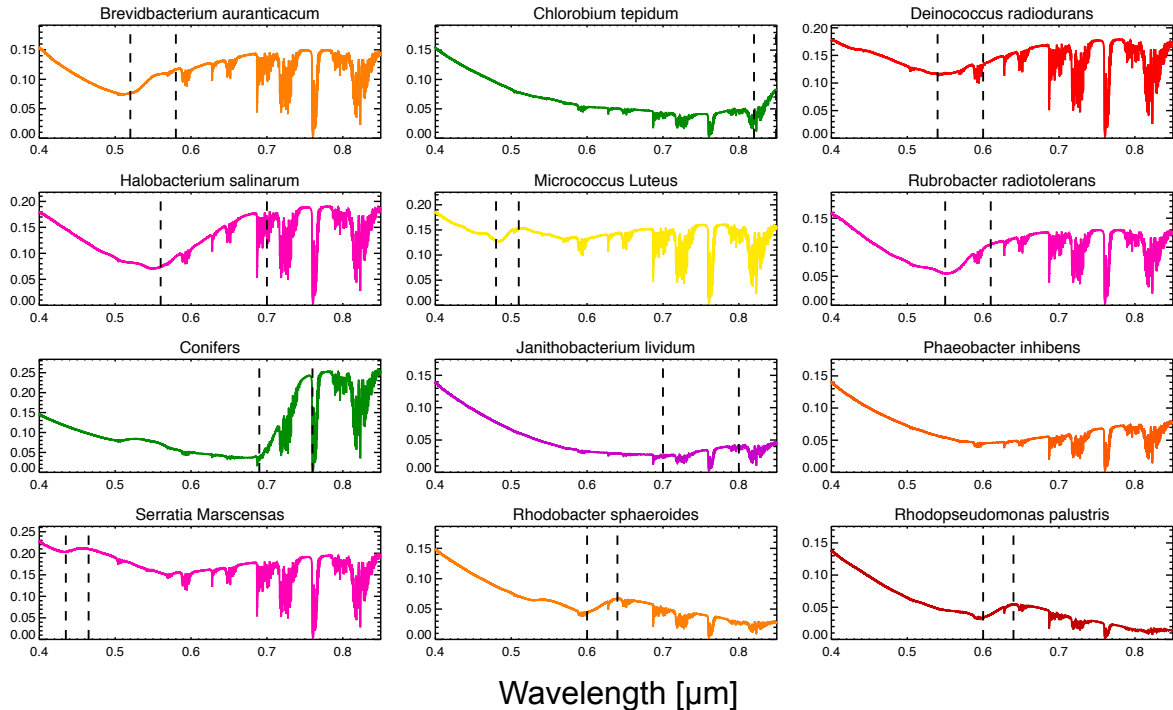 Brevidbacterium auranticacum Chlorobium tepidum Deinococcus radiodurans
0.15 0.10 0.05 0.00
0.4 0.5 0.6 0.7 0.8
0.15 0.10 0.05 0.00
0.4 0.5 0.6 0.7 0.8
0.20 0.15 0.10 0.05 0.00
0.4 0.5 0.6 0.7 0.8
Halobacterium salinarum Micrococcus Luteus Rubrobacter radiotolerans
0.20 0.15 0.10 0.05 0.00
0.4 0.5 0.6 0.7 0.8
0.20 0.15 0.10 0.05 0.00
0.4 0.5 0.6 0.7 0.8
0.15 0.10 0.05 0.00
0.4 0.5 0.6 0.7 0.8
Conifers Janithobacterium lividum Phaeobacter inhibens
0.25 0.20 0.15 0.10 0.05 0.00
0.4 0.5 0.6 0.7 0.8
0.15 0.10 0.05 0.00
0.4 0.5 0.6 0.7 0.8
0.15 0.10 0.05 0.00
0.4 0.5 0.6 0.7 0.8
Serratia Marscensas Rhodobacter sphaeroides Rhodopseudomonas palustris
0.25 0.20 0.15 0.10 0.05 0.00
0.4 0.5 0.6 0.7 0.8
0.15 0.10 0.05 0.00
0.4 0.5 0.6 0.7 0.8
0.15 0.10 0.05 0.00
0.4 0.5 0.6 0.7 0.8
Wavelength [µm]